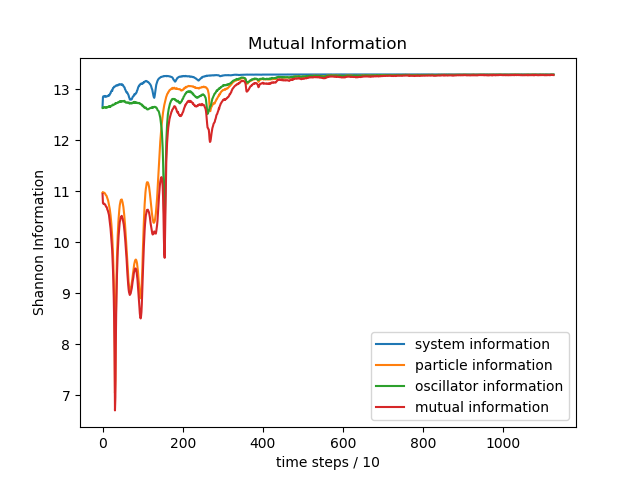 Mutual Information
Shannon Information
13
12
11
10
9
8
7
system information
particle information
oscillator information
mutual information
0
200
400
600
800
1000
time steps / 10